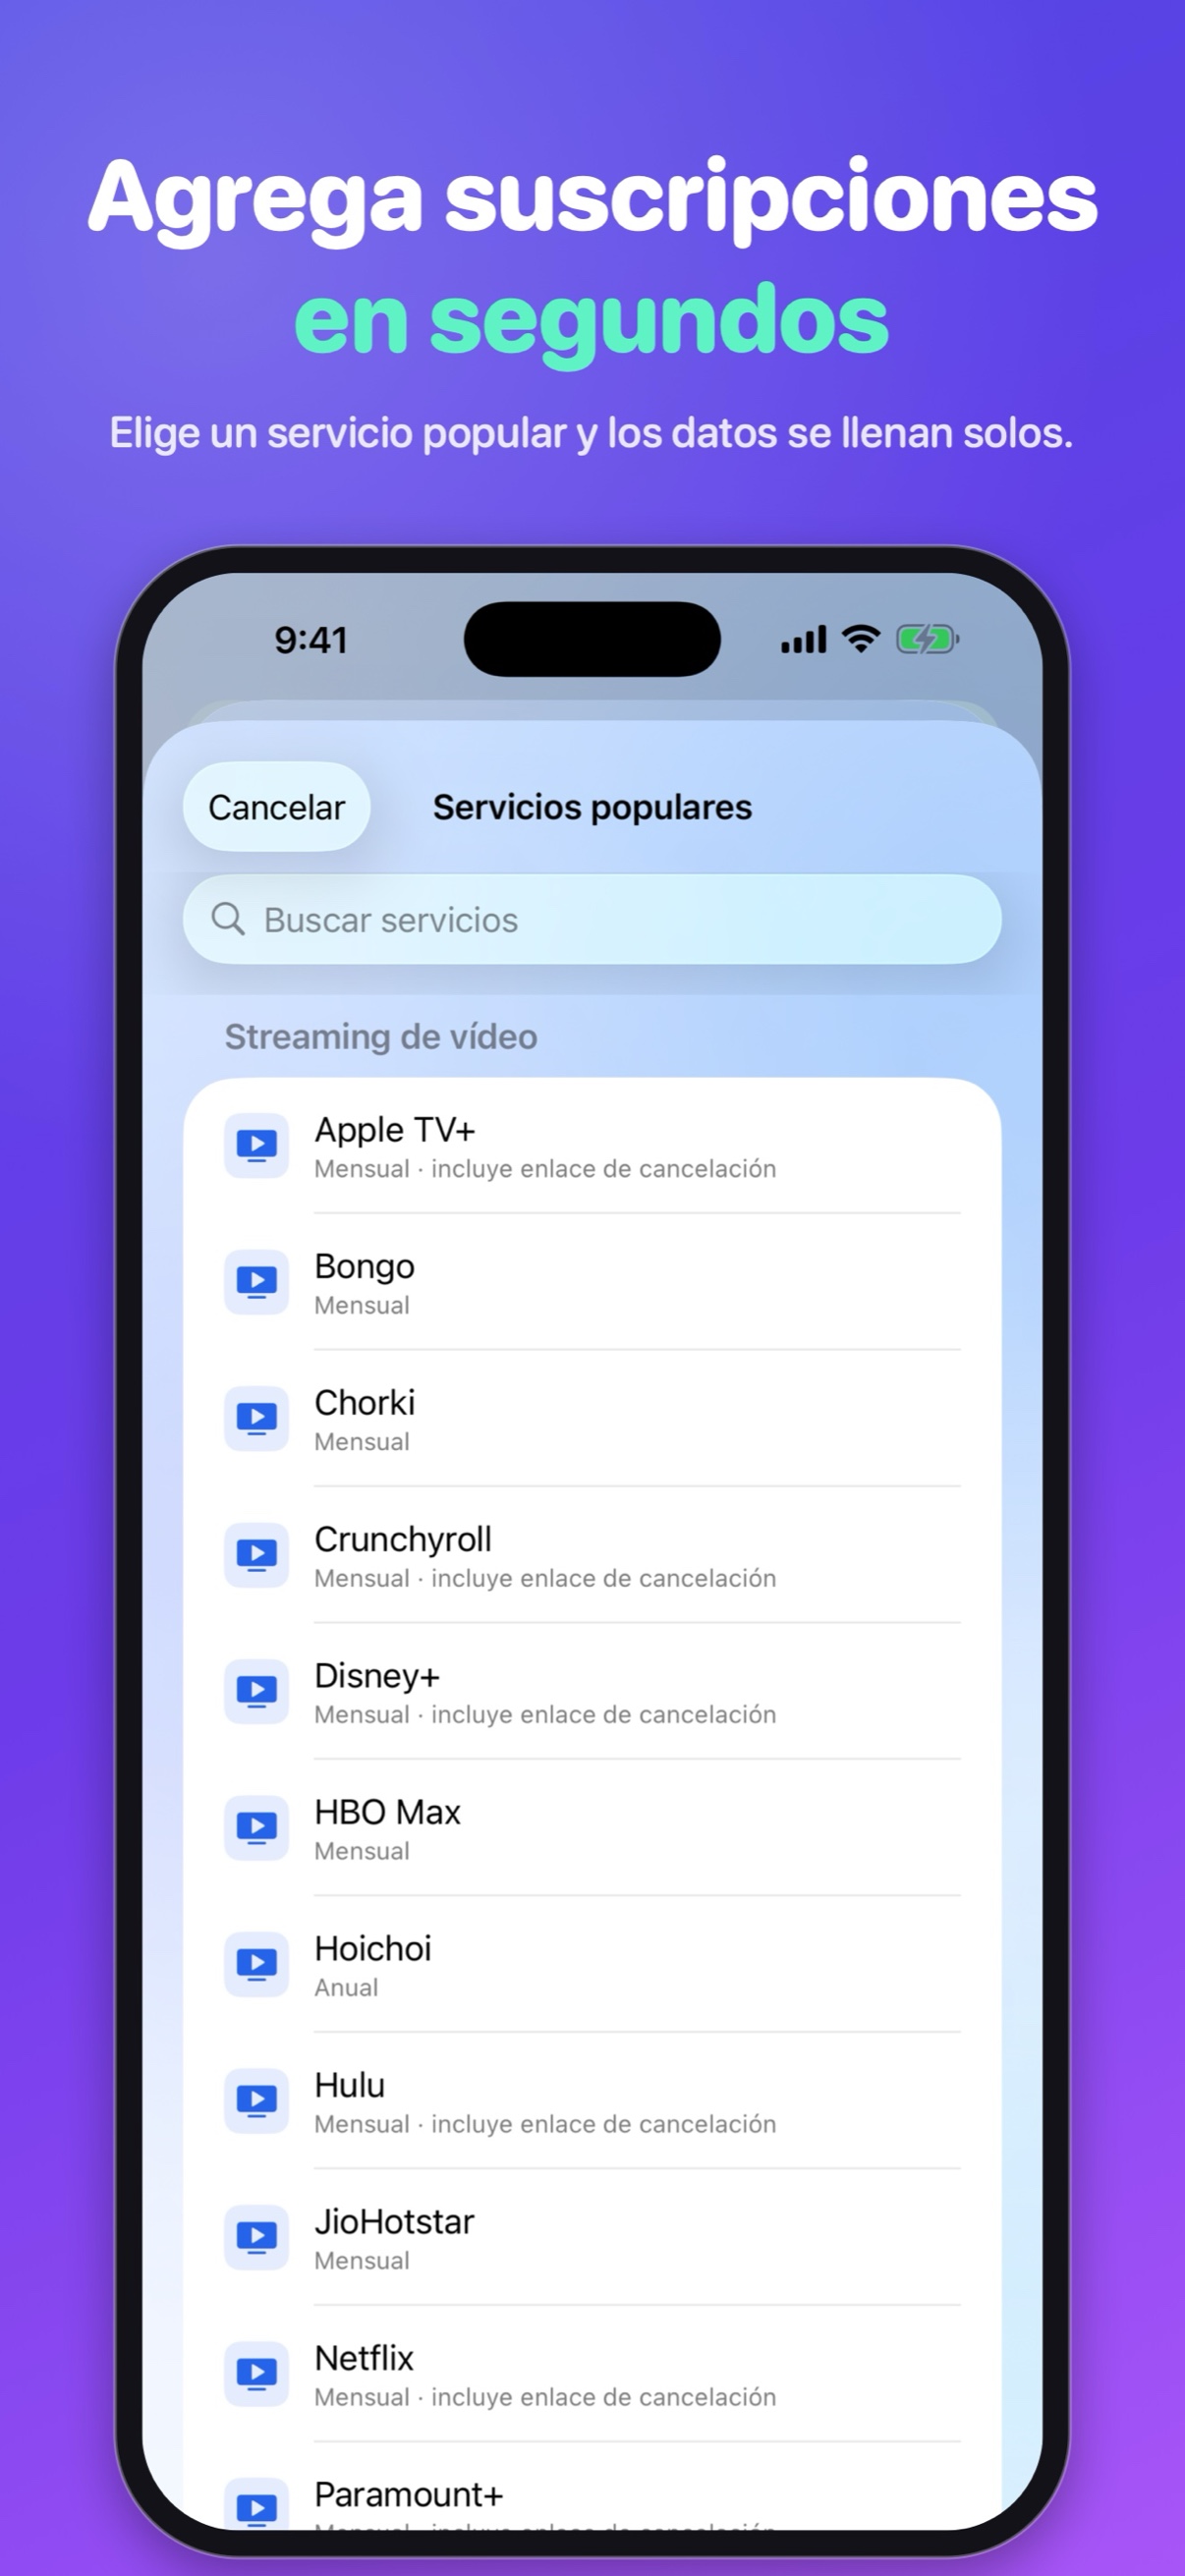 Agrega suscripciones
en segundos
Elige un servicio popular y los datos se llenan solos.
9:41
Cancelar
Servicios populares
Buscar servicios
Streaming de vídeo
Apple TV+
Mensual · incluye enlace de cancelación
Bongo
Mensual
Chorki
Mensual
Crunchyroll
Mensual · incluye enlace de cancelación
Disney+
Mensual · incluye enlace de cancelación
HBO Max
Mensual
Hoichoi
Anual
Hulu
Mensual · incluye enlace de cancelación
JioHotstar
Mensual
Netflix
Mensual · incluye enlace de cancelación
Paramount+